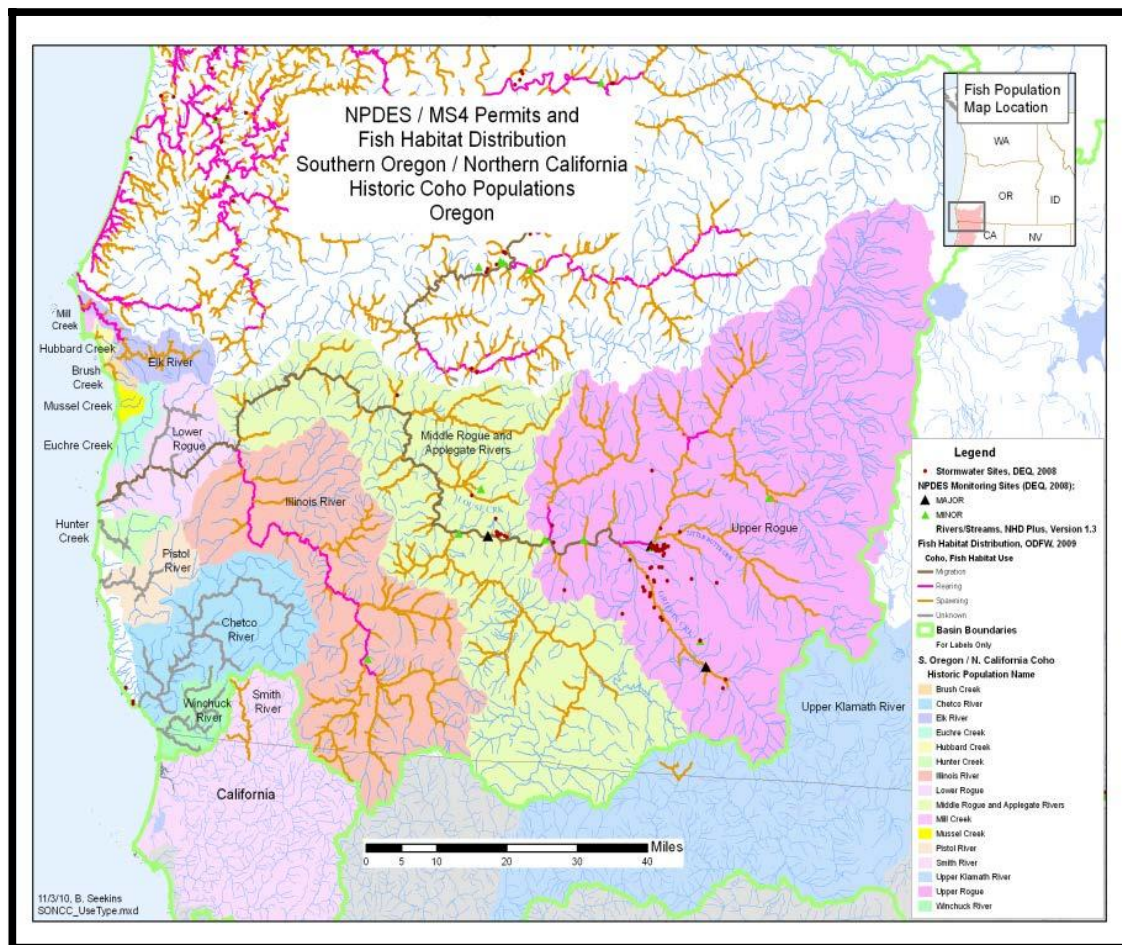 NPDES / MS4 Permits and
Fish Habitat Distribution
Southern Oregon / Northern California
Historic Coho Populations
Oregon
Fish Population
Map Location
WA
OR
ID
CA
NV
Mill
Creek
Hubbard Creek
Elk River
Brush
Creek
Mussel Creek
Euchre Creek
Lower
Rogue
Middle Rogue and
Applegate Rivers
Illinois River
Upper Rogue
Hunter
Creek
Pistol
River
Chetco
River
Winchuck
River
Smith
River
Upper Klamath River
California
Miles
0 5 10 20 30 40
11/3/10, B. Seekins
SONCC_UseType.mxd
Legend
Stormwater Sites, DEQ, 2008
NPDES Monitoring Sites (DEQ, 2008):
MAJOR
MINOR
Rivers/Streams, NHD Plus, Version 1.3
Fish Habitat Distribution, ODFW, 2009
Coho, Fish Habitat Use
Migration
Rearing
Spawning
Unknown
Basin Boundaries
For Labels Only
S. Oregon / N. California Coho
Historic Population Name
Brush Creek
Chetco River
Elk River
Euchre Creek
Hubbard Creek
Hunter Creek
Illinois River
Lower Rogue
Middle Rogue and Applegate Rivers
Mill Creek
Mussel Creek
Pistol River
Smith River
Upper Klamath River
Upper Rogue
Winchuck River